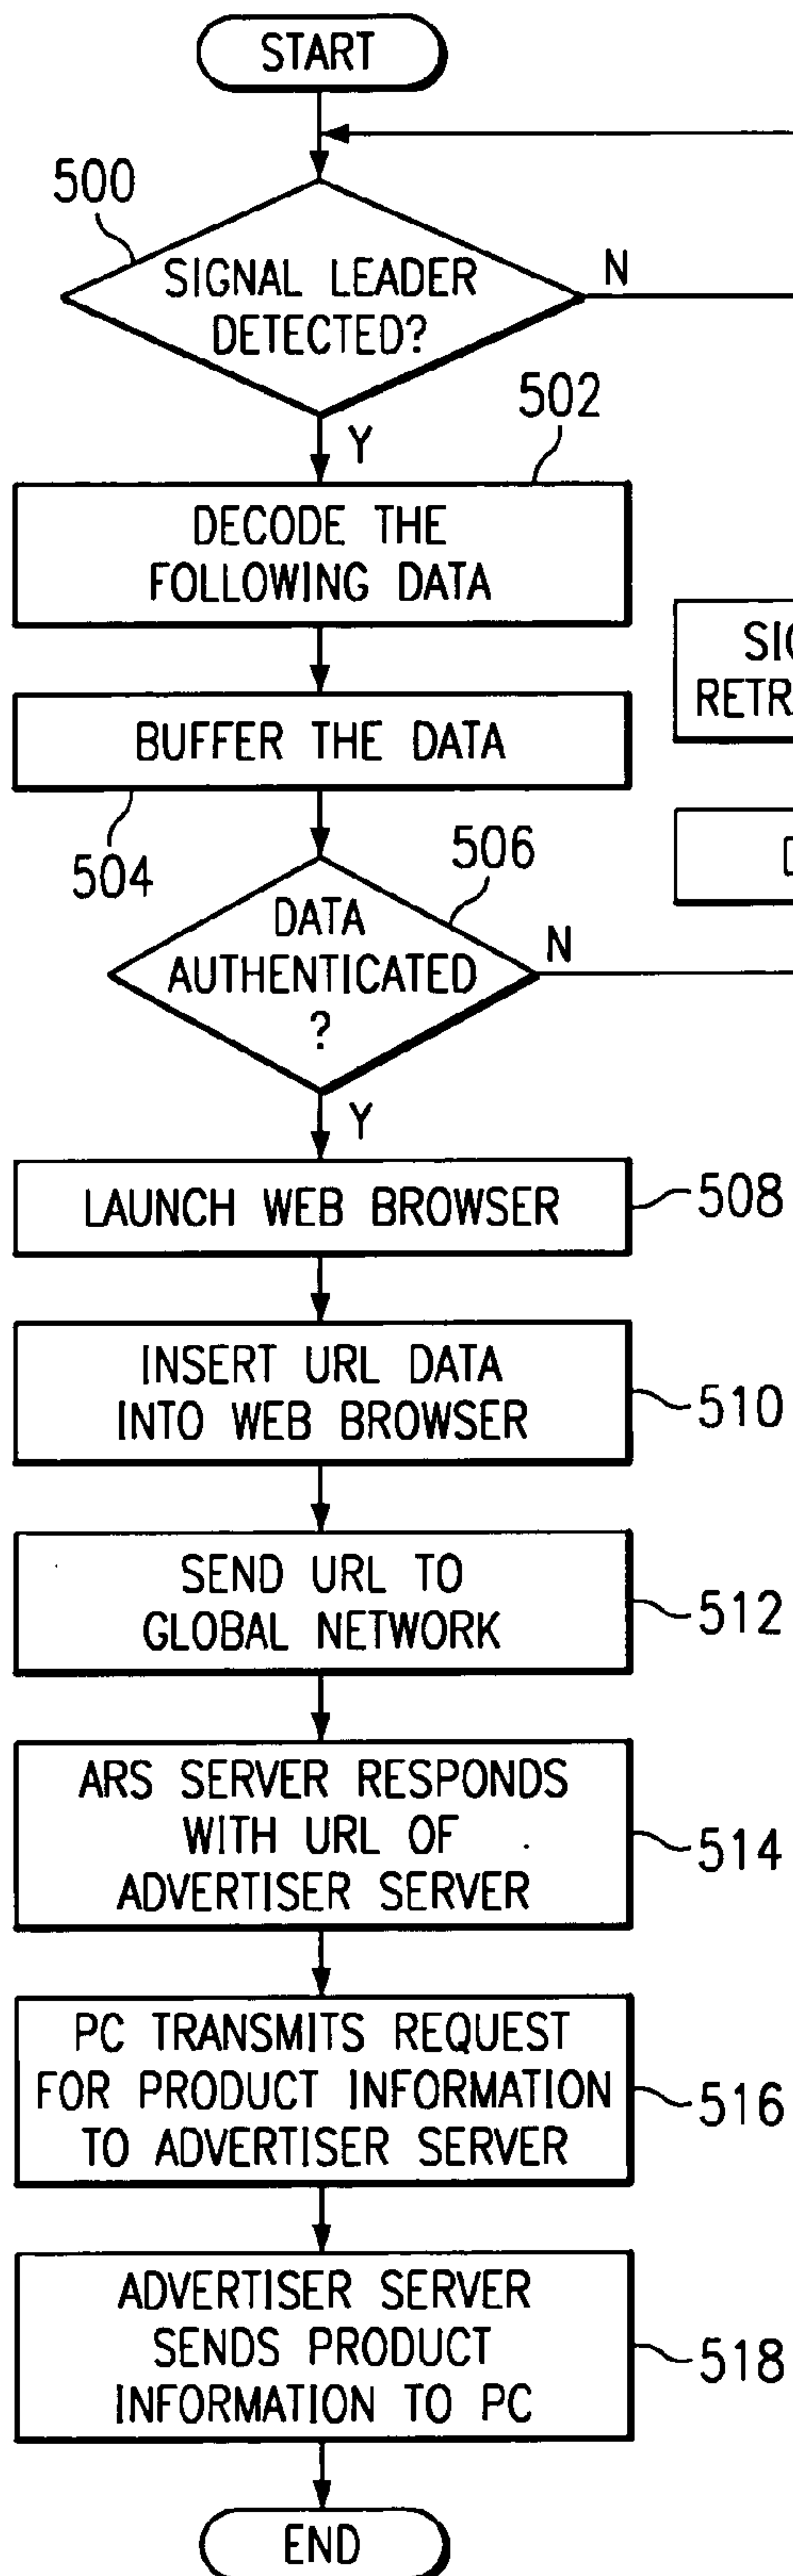 START
500
SIGNAL LEADER
DETECTED?
N
Y
502
DECODE THE
FOLLOWING DATA
BUFFER THE DATA
504
506
DATA
AUTHENTICATED
?
N
Y
LAUNCH WEB BROWSER
508
INSERT URL DATA
INTO WEB BROWSER
510
SEND URL TO
GLOBAL NETWORK
512
ARS SERVER RESPONDS
WITH URL OF
ADVERTISER SERVER
514
PC TRANSMITS REQUEST
FOR PRODUCT INFORMATION
TO ADVERTISER SERVER
516
ADVERTISER SERVER
SENDS PRODUCT
INFORMATION TO PC
518
END